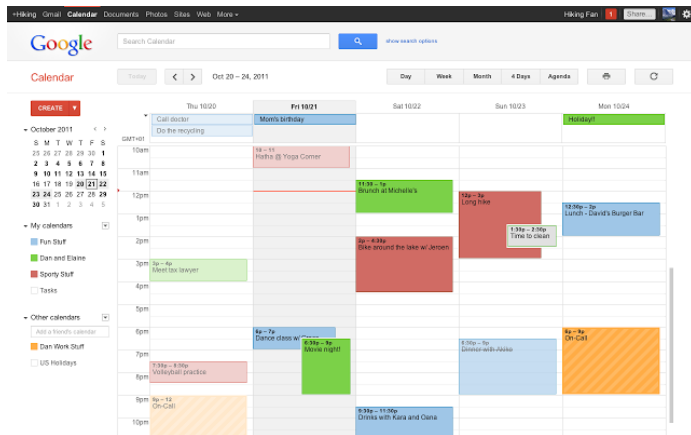 +Hiking Gmail Calendar Documents Photos Sites Web More
Hiking Fan 1 Share...
Google
Search Calendar
show search options
Calendar
Today
Oct 20 – 24, 2011
Day Week Month 4 Days Agenda
CREATE
Thu 10/20 Fri 10/21 Sat 10/22 Sun 10/23 Mon 10/24
Call doctor Mom's birthday Holiday!!
Do the recycling
GMT+01
October 2011
S M T W T F S
25 26 27 28 29 30 1
2 3 4 5 6 7 8
9 10 11 12 13 14 15
16 17 18 19 20 21 22
23 24 25 26 27 28 29
30 31 1 2 3 4 5
My calendars
Fun Stuff
Dan and Elaine
Sporty Stuff
Tasks
Other calendars
Add a friend's calendar
Dan Work Stuff
US Holidays
10am
11am
12pm
1pm
2pm
3pm
4pm
5pm
6pm
7pm
8pm
9pm
10pm
3p – 4p
Meet tax lawyer
7:30p – 8:30p
Volleyball practice
9p – 12
On-Call
10 – 11
Hatha @ Yoga Corner
6p – 7p
Dance class w/
6:30p – 9p
Movie night!
11:30 – 1p
Brunch at Michelle's
2p – 4:30p
Bike around the lake w/ Jeroen
9:30p – 11:30p
Drinks with Kara and Oana
12p – 3p
Long hike
1:30p – 2:30p
Time to clean
6:30p – 9p
Dinner with Akiko
12:30p – 2p
Lunch - David's Burger Bar
6p – 9p
On-Call